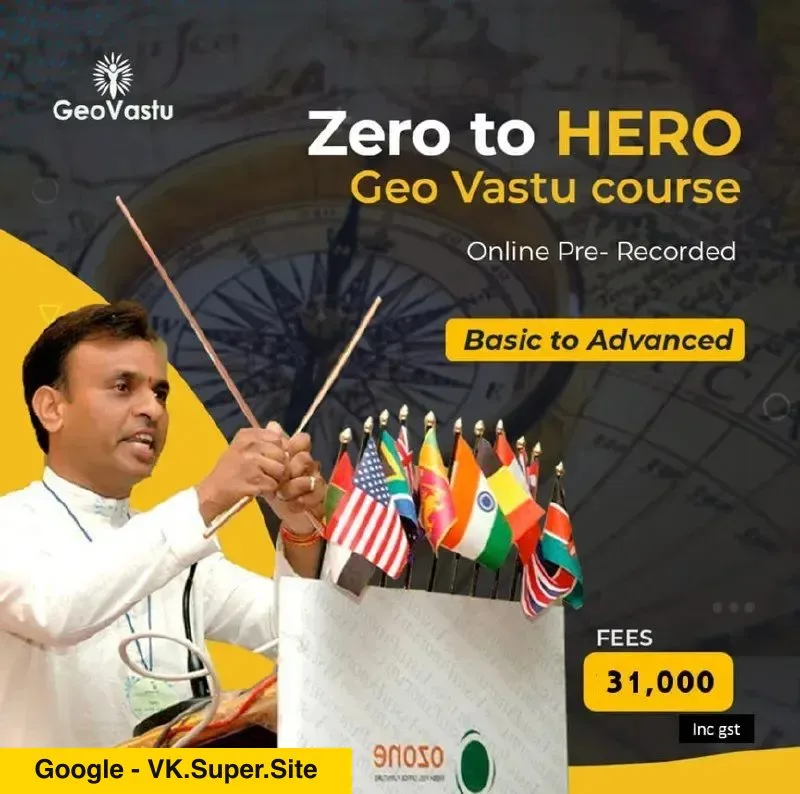 GeoVastu
Zero to HERO
Geo Vastu course
Online Pre- Recorded
Basic to Advanced
FEES
31,000
Inc gst
ozone
Google - VK.Super.Site